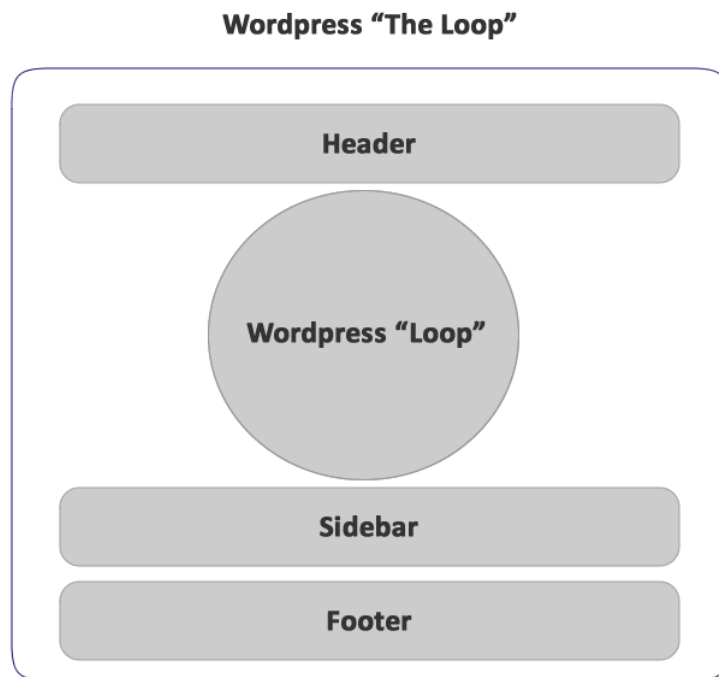 Wordpress “The Loop”
Header
Wordpress “Loop”
Sidebar
Footer